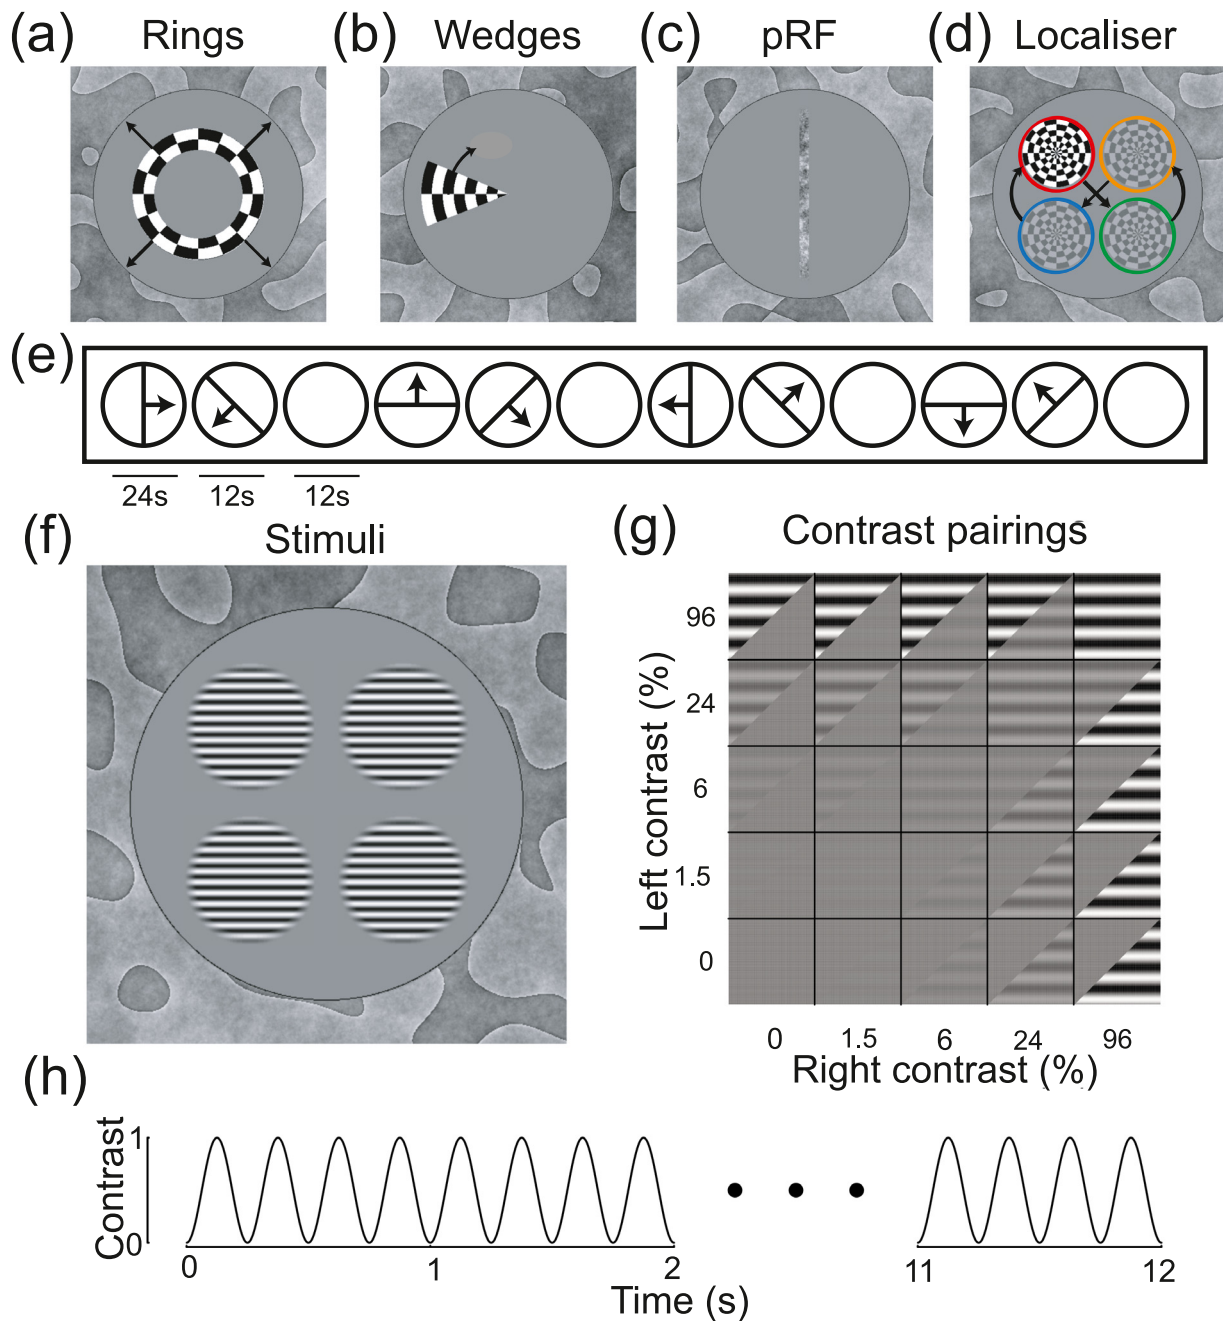 (a) Rings
(b) Wedges
(c) pRF
(d) Localiser
(e)
24s 12s 12s
(f) Stimuli
(g) Contrast pairings
Left contrast (%)
96
24
6
1.5
0
0 1.5 6 24 96
Right contrast (%)
(h)
Contrast
1
0
0 1 2 11 12
Time (s)